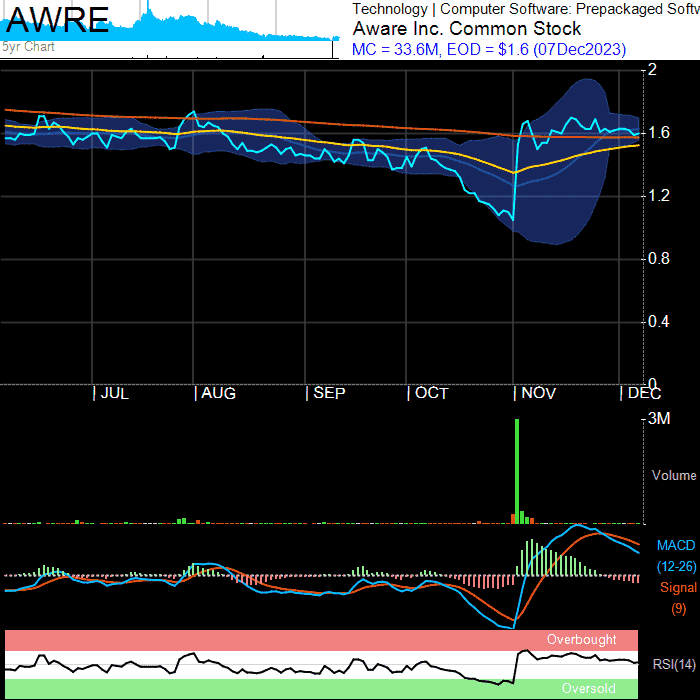 AWRE
5yr Chart
Technology | Computer Software: Prepackaged Softw
Aware Inc. Common Stock
MC = 33.6M, EOD = $1.6 (07Dec2023)
2
1.6
1.2
0.8
0.4
0
JUL AUG SEP OCT NOV DEC
3M
Volume
MACD
(12-26)
Signal
(9)
Overbought
RSI(14)
Oversold